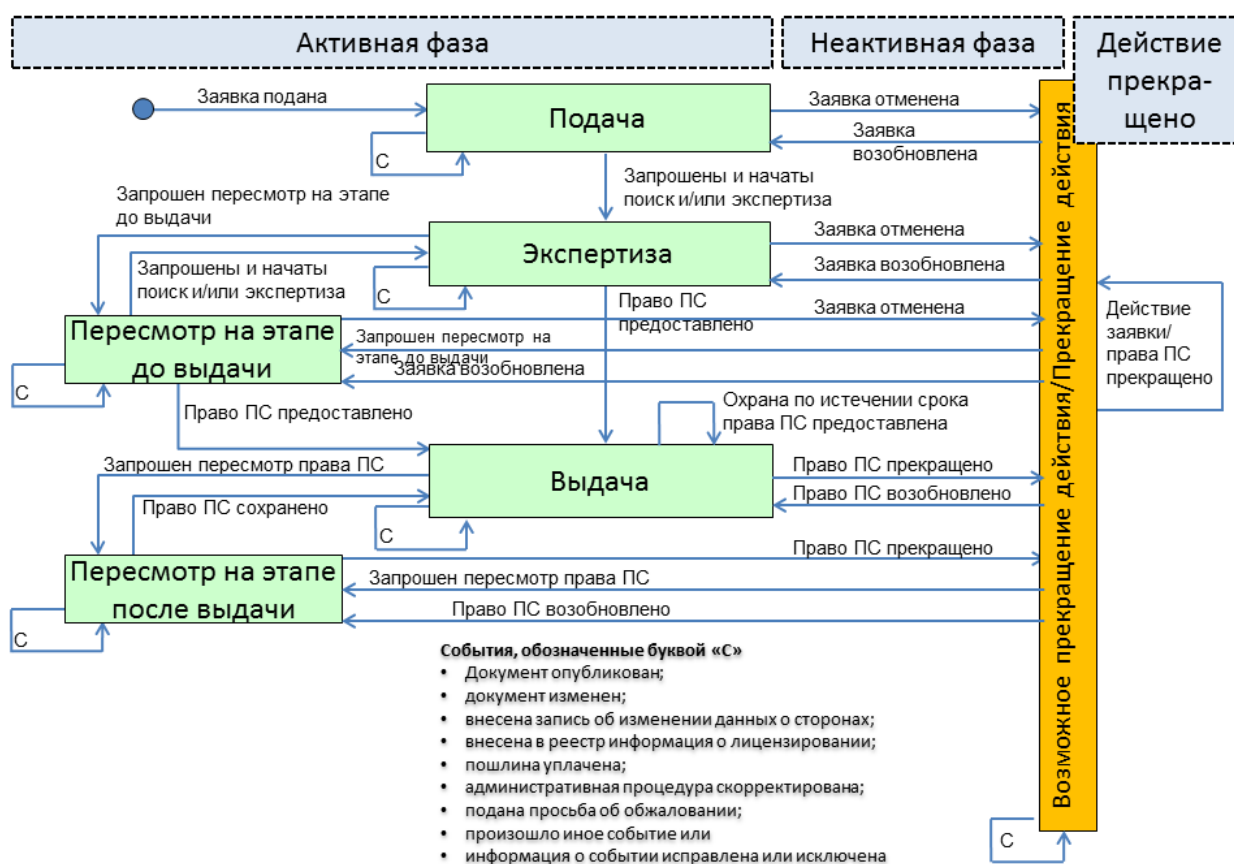 Активная фаза
Неактивная фаза
Действие
прекра-
щено
Заявка подана
Подача
Заявка отменена
Заявка
возобновлена
С
Запрошены и начаты
поиск и/или экспертиза
Запрошен пересмотр на этапе
до выдачи
Экспертиза
Заявка отменена
Заявка возобновлена
Запрошены и начаты
поиск и/или экспертиза
С
Право ПС
предоставлено
Заявка отменена
Пересмотр на этапе
до выдачи
Запрошен пересмотр на
этапе до выдачи
Заявка возобновлена
С
Действие
заявки/
права ПС
прекращено
Право ПС предоставлено
Охрана по истечении срока
права ПС предоставлена
Запрошен пересмотр права ПС
Выдача
Право ПС прекращено
Право ПС возобновлено
Право ПС сохранено
С
Право ПС прекращено
Пересмотр на этапе
после выдачи
Запрошен пересмотр права ПС
Право ПС возобновлено
С
Возможное прекращение действия/Прекращение действия
С
События, обозначенные буквой «С»
• Документ опубликован;
• документ изменен;
• внесена запись об изменении данных о сторонах;
• внесена в реестр информация о лицензировании;
• пошлина уплачена;
• административная процедура скорректирована;
• подана просьба об обжаловании;
• произошло иное событие или
• информация о событии исправлена или исключена